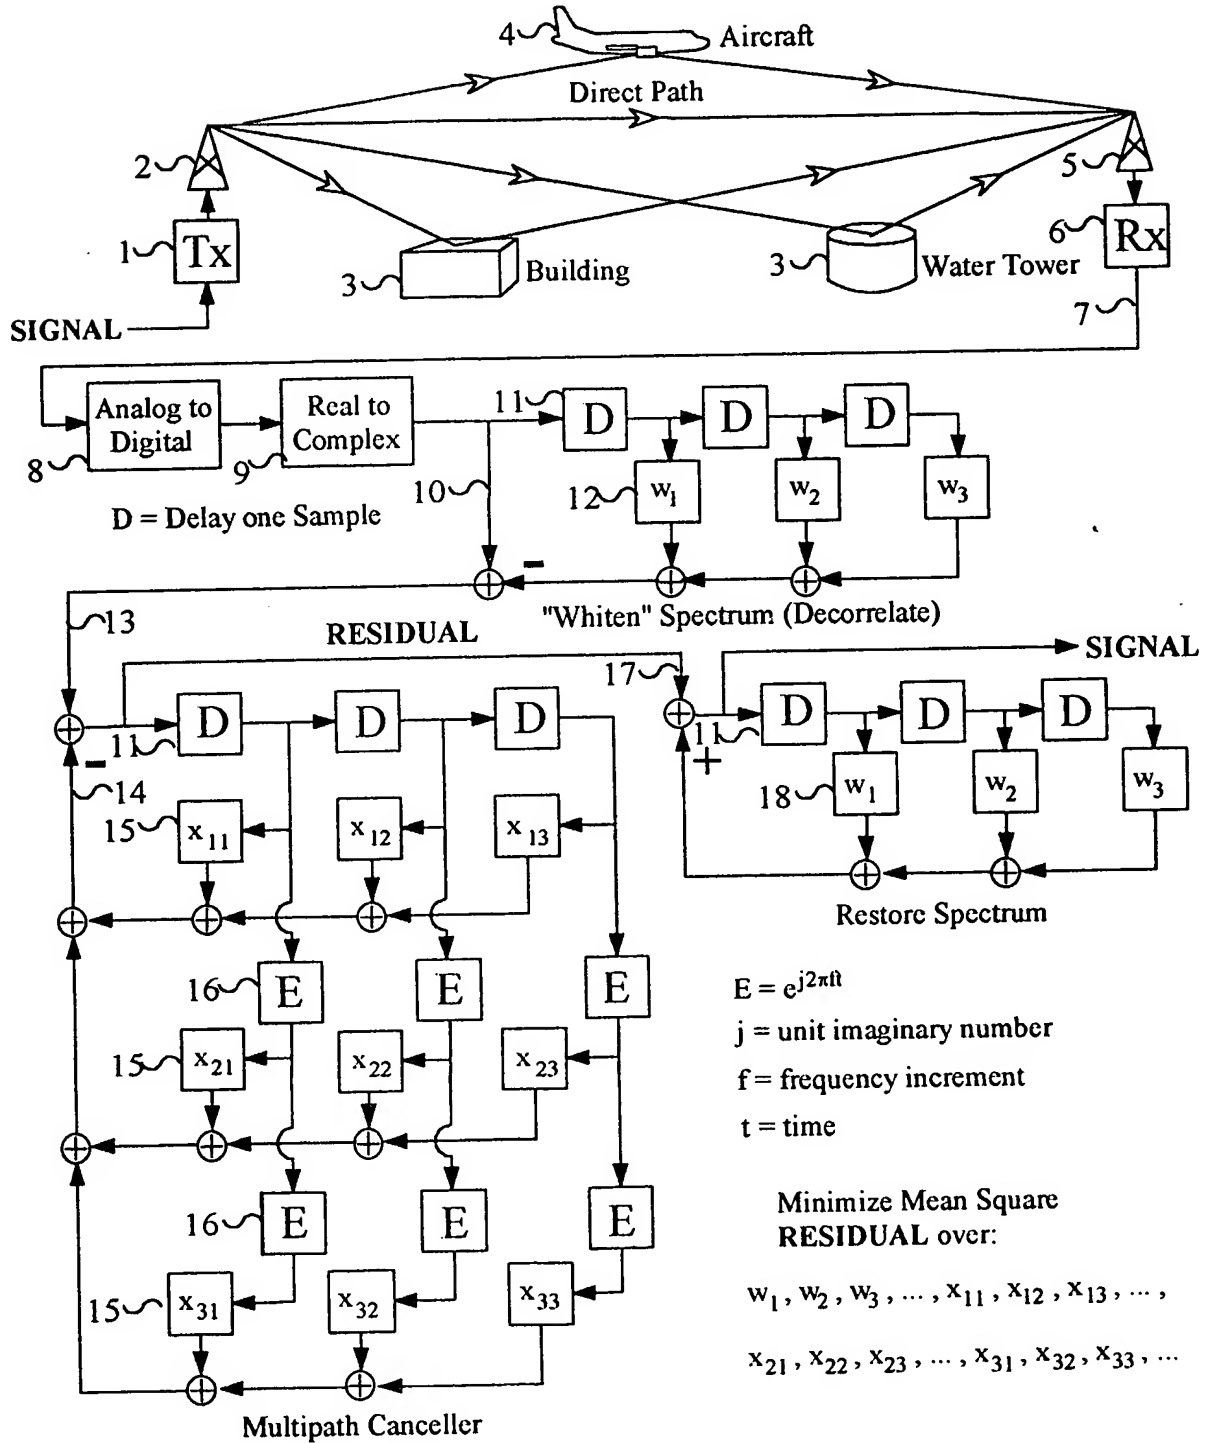 4 Aircraft
Direct Path
2
5
1 Tx
6 Rx
3 Building
3 Water Tower
7
SIGNAL
Analog to Digital
8
Real to Complex
9
11 D D D
10
12 w1 w2 w3
D = Delay one Sample
-
"Whiten" Spectrum (Decorrelate)
13
RESIDUAL
17
SIGNAL
11 D D D
11 D D D
- +
14
15 x11 x12 x13
18 w1 w2 w3
Restore Spectrum
16 E E E
E = e^j2πft
j = unit imaginary number
15 x21 x22 x23
f = frequency increment
t = time
16 E E E
Minimize Mean Square
RESIDUAL over:
15 x31 x32 x33
w1, w2, w3, ..., x11, x12, x13, ...,
x21, x22, x23, ..., x31, x32, x33, ...
Multipath Canceller